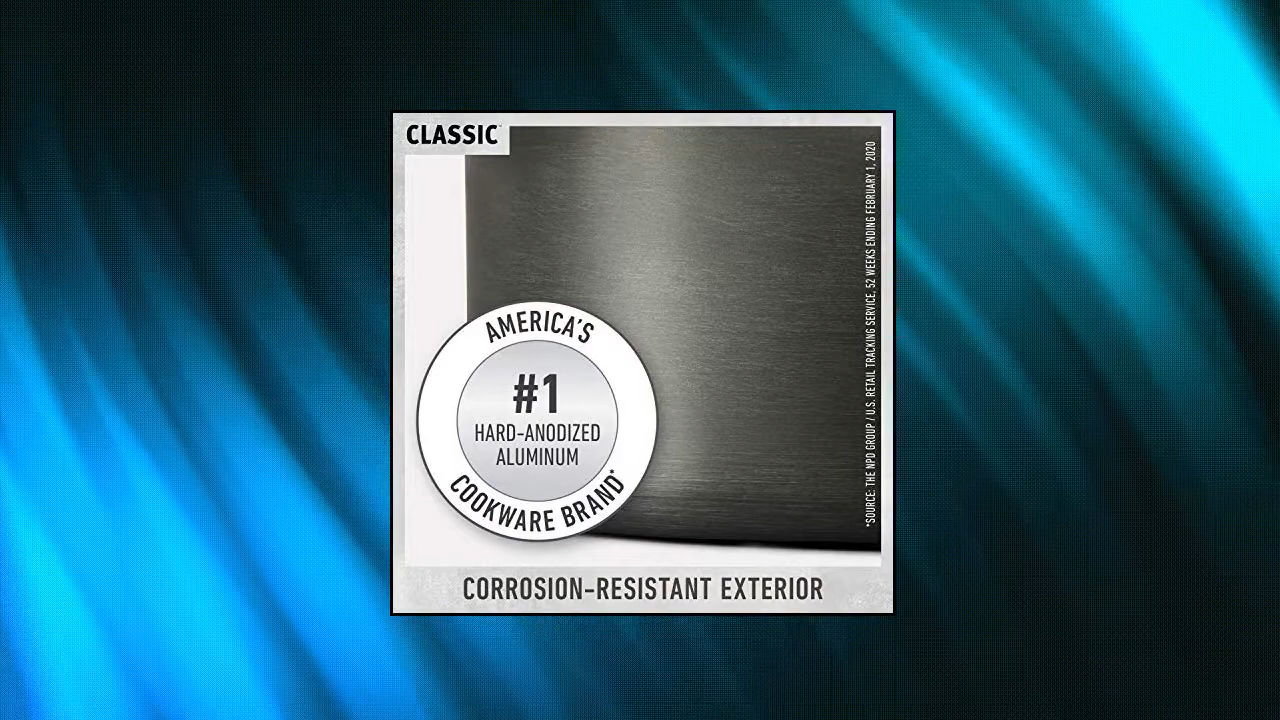 CLASSIC
AMERICA'S
#1
HARD-ANODIZED
ALUMINUM
COOKWARE BRAND*
*SOURCE: THE NPD GROUP / U.S. RETAIL TRACKING SERVICE, 52 WEEKS ENDING FEBRUARY 1, 2020
CORROSION-RESISTANT EXTERIOR